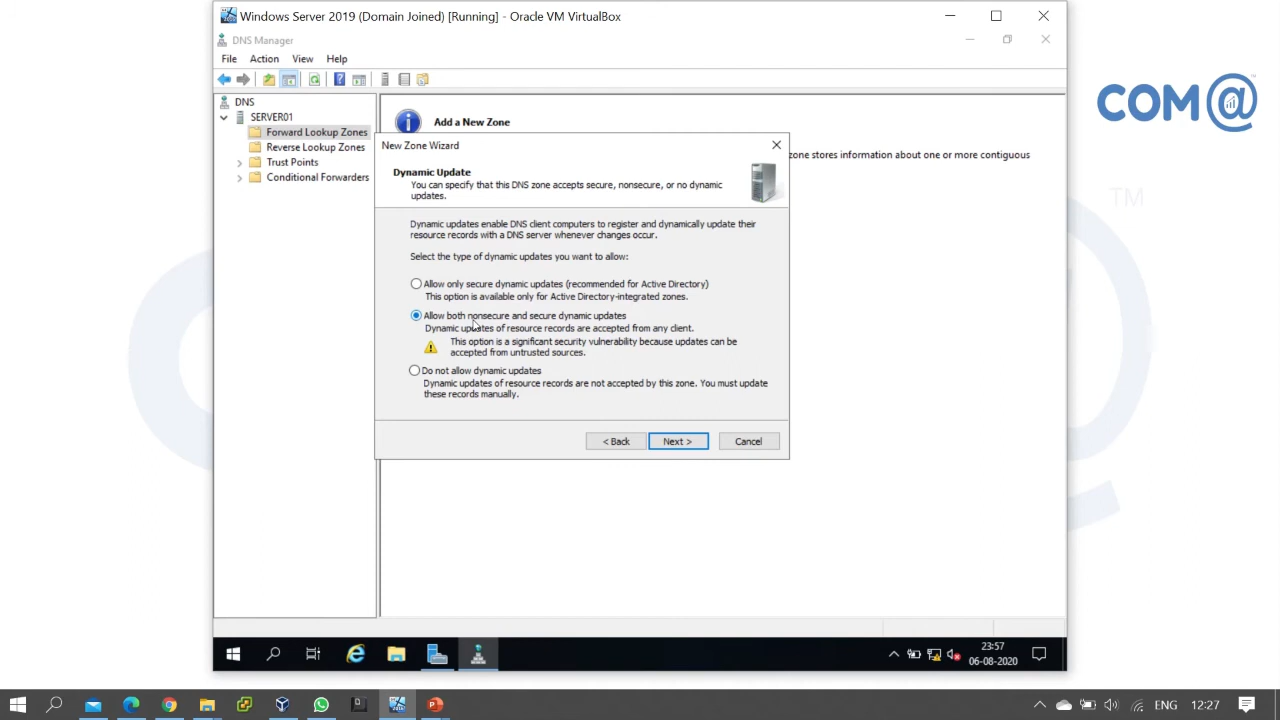 Windows Server 2019 (Domain Joined) [Running] - Oracle VM VirtualBox
DNS Manager
File Action View Help
DNS
SERVER01
Forward Lookup Zones
Reverse Lookup Zones
Trust Points
Conditional Forwarders
Add a New Zone
zone stores information about one or more contiguous
New Zone Wizard
Dynamic Update
You can specify that this DNS zone accepts secure, nonsecure, or no dynamic
updates.
Dynamic updates enable DNS client computers to register and dynamically update their
resource records with a DNS server whenever changes occur.
Select the type of dynamic updates you want to allow:
Allow only secure dynamic updates (recommended for Active Directory)
This option is available only for Active Directory-integrated zones.
Allow both nonsecure and secure dynamic updates
Dynamic updates of resource records are accepted from any client.
This option is a significant security vulnerability because updates can be
accepted from untrusted sources.
Do not allow dynamic updates
Dynamic updates of resource records are not accepted by this zone. You must update
these records manually.
< Back Next > Cancel
COM@
TM
23:57
06-08-2020
ENG 12:27